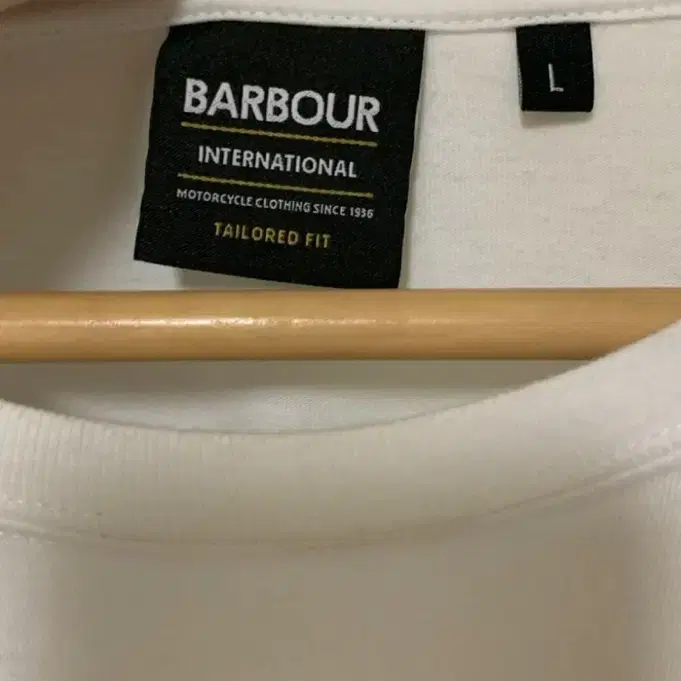 BARBOUR
INTERNATIONAL
MOTORCYCLE CLOTHING SINCE 1936
TAILORED FIT
L